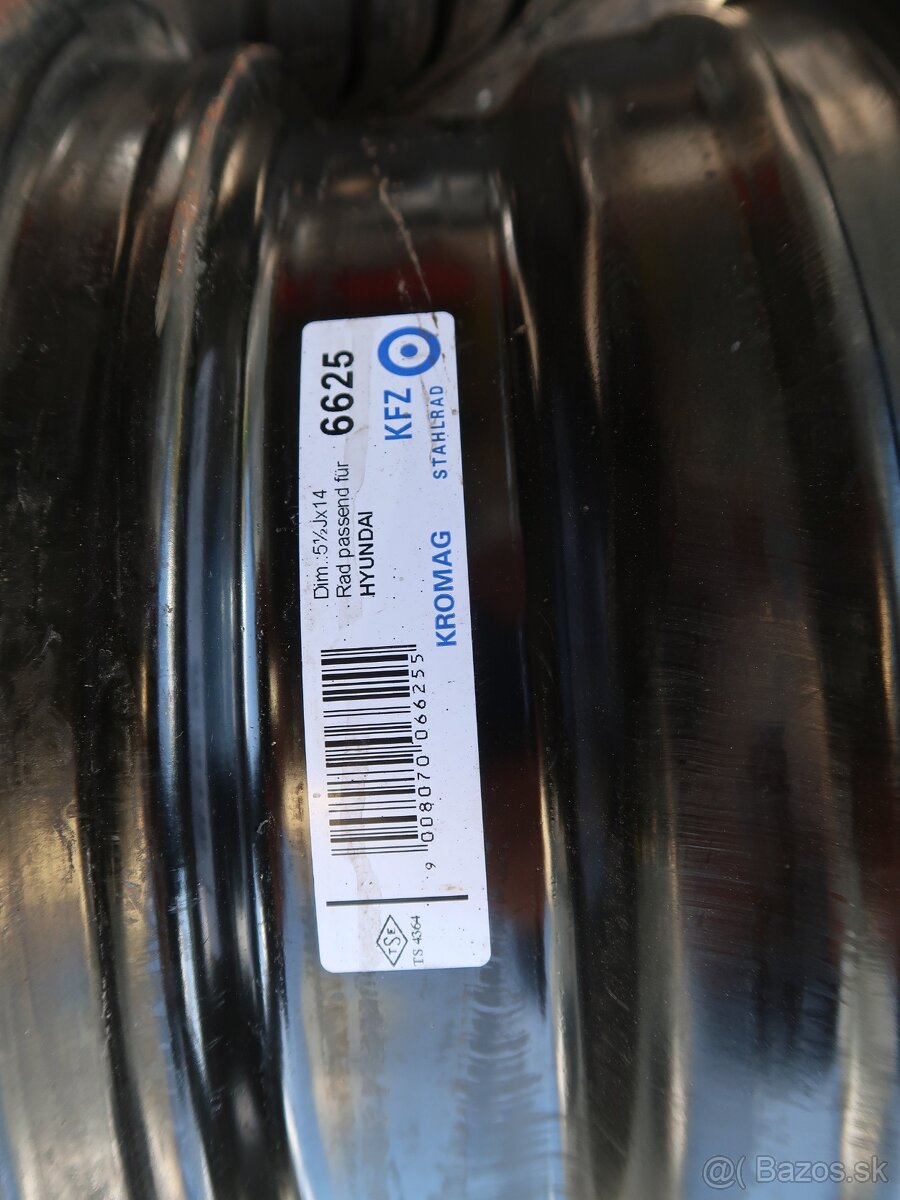 Dim.:5½Jx14
Rad passend für
HYUNDAI
6625
KFZ
STAHLRAD
KROMAG
9 008070 066255
TSE
TS 4364
@( Bazos.sk